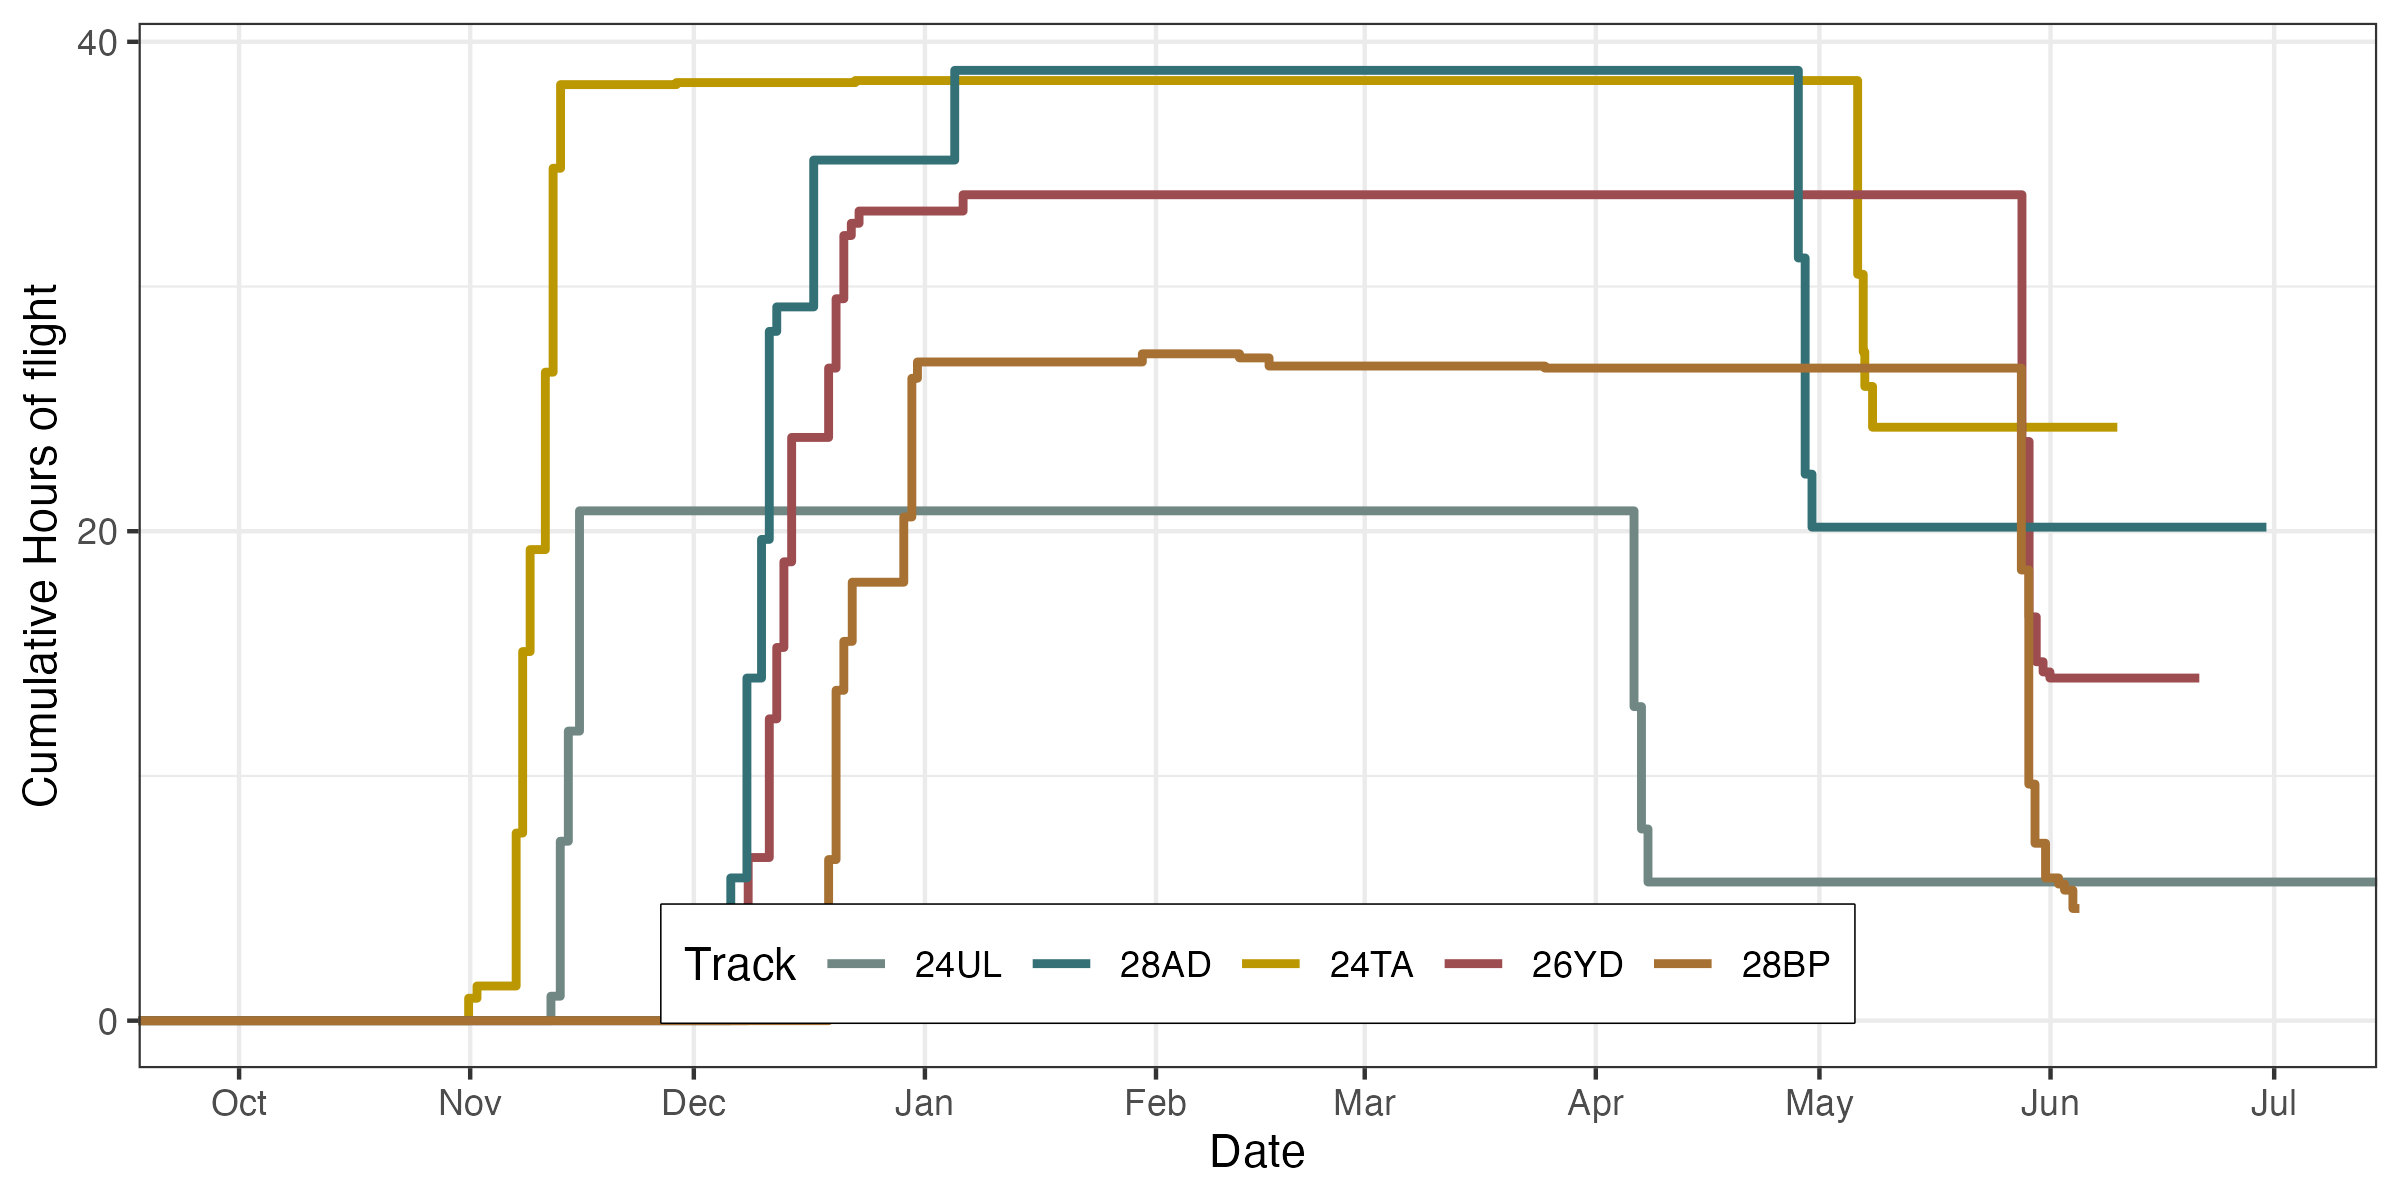 Cumulative Hours of flight
40
20
0
Track 24UL 28AD 24TA 26YD 28BP
Oct Nov Dec Jan Feb Mar Apr May Jun Jul
Date